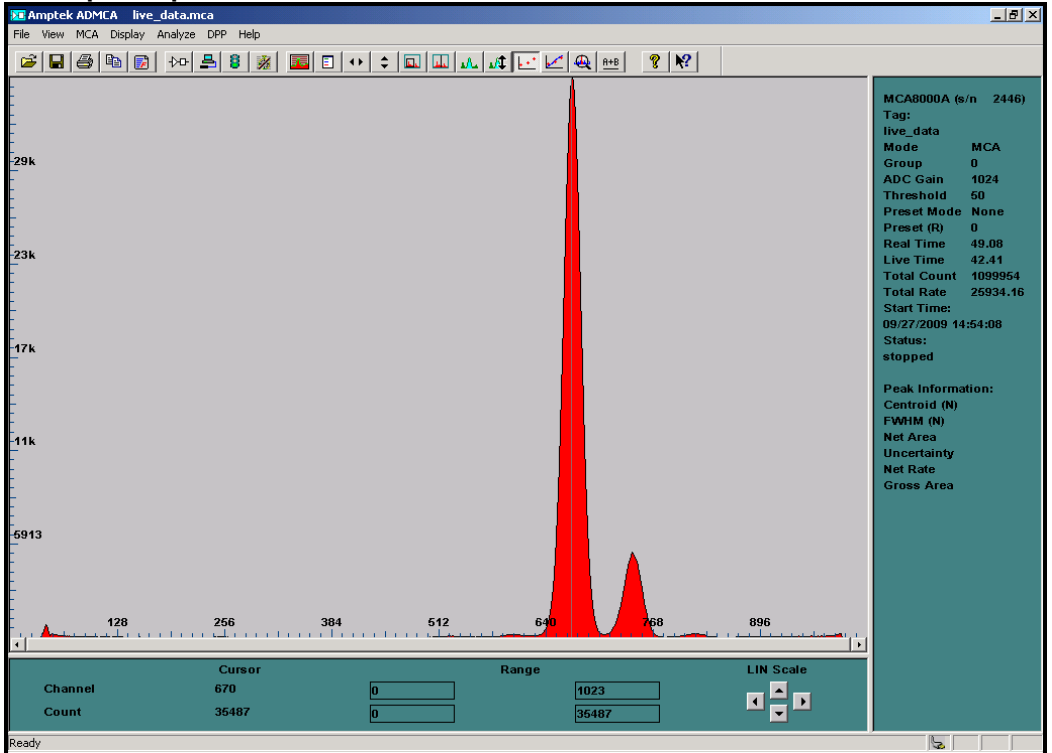 Amptek ADMCA live_data.mca
File View MCA Display Analyze DPP Help
A+B
MCA8000A (s/n 2446)
Tag:
live_data
Mode MCA
Group 0
ADC Gain 1024
Threshold 50
Preset Mode None
Preset (R) 0
Real Time 49.08
Live Time 42.41
Total Count 1099954
Total Rate 25934.16
Start Time:
09/27/2009 14:54:08
Status:
stopped
Peak Information:
Centroid (N)
FWHM (N)
Net Area
Uncertainty
Net Rate
Gross Area
29k
23k
17k
11k
5913
128 256 384 512 640 768 896
Cursor Range LIN Scale
Channel 670 0 1023
Count 35487 0 35487
Ready